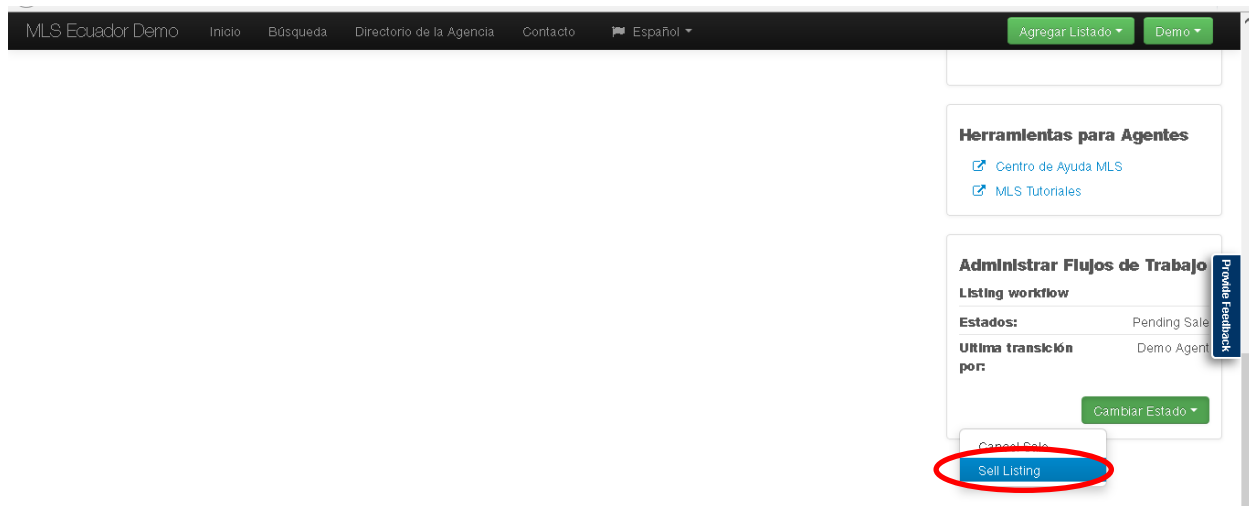 MLS Ecuador Demo Inicio Búsqueda Directorio de la Agencia Contacto Español Agregar Listado Demo
Herramientas para Agentes
Centro de Ayuda MLS
MLS Tutoriales
Administrar Flujos de Trabajo
Listing workflow
Estados: Pending Sale
Ultima transición por: Demo Agent
Cambiar Estado
Cancel Sale
Sell Listing
Provide Feedback